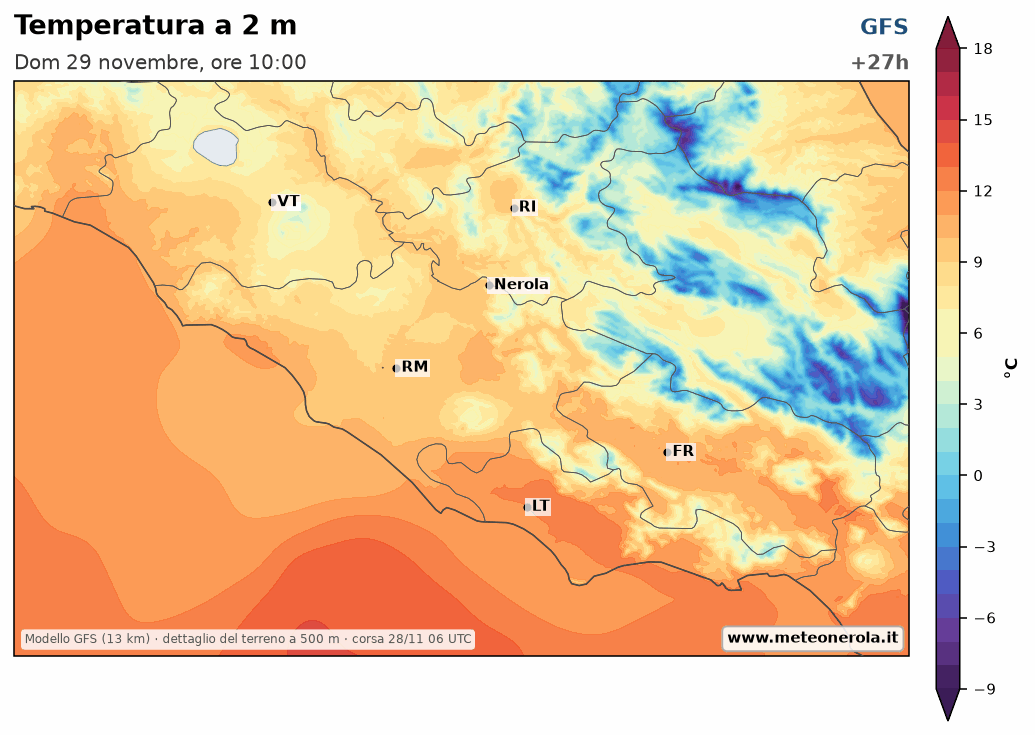 Temperatura a 2 m
GFS
Dom 29 novembre, ore 10:00
+27h
18
15
12
9
6
3
0
−3
−6
−9
°C
VT
RI
Nerola
RM
FR
LT
Modello GFS (13 km) · dettaglio del terreno a 500 m · corsa 28/11 06 UTC
www.meteonerola.it